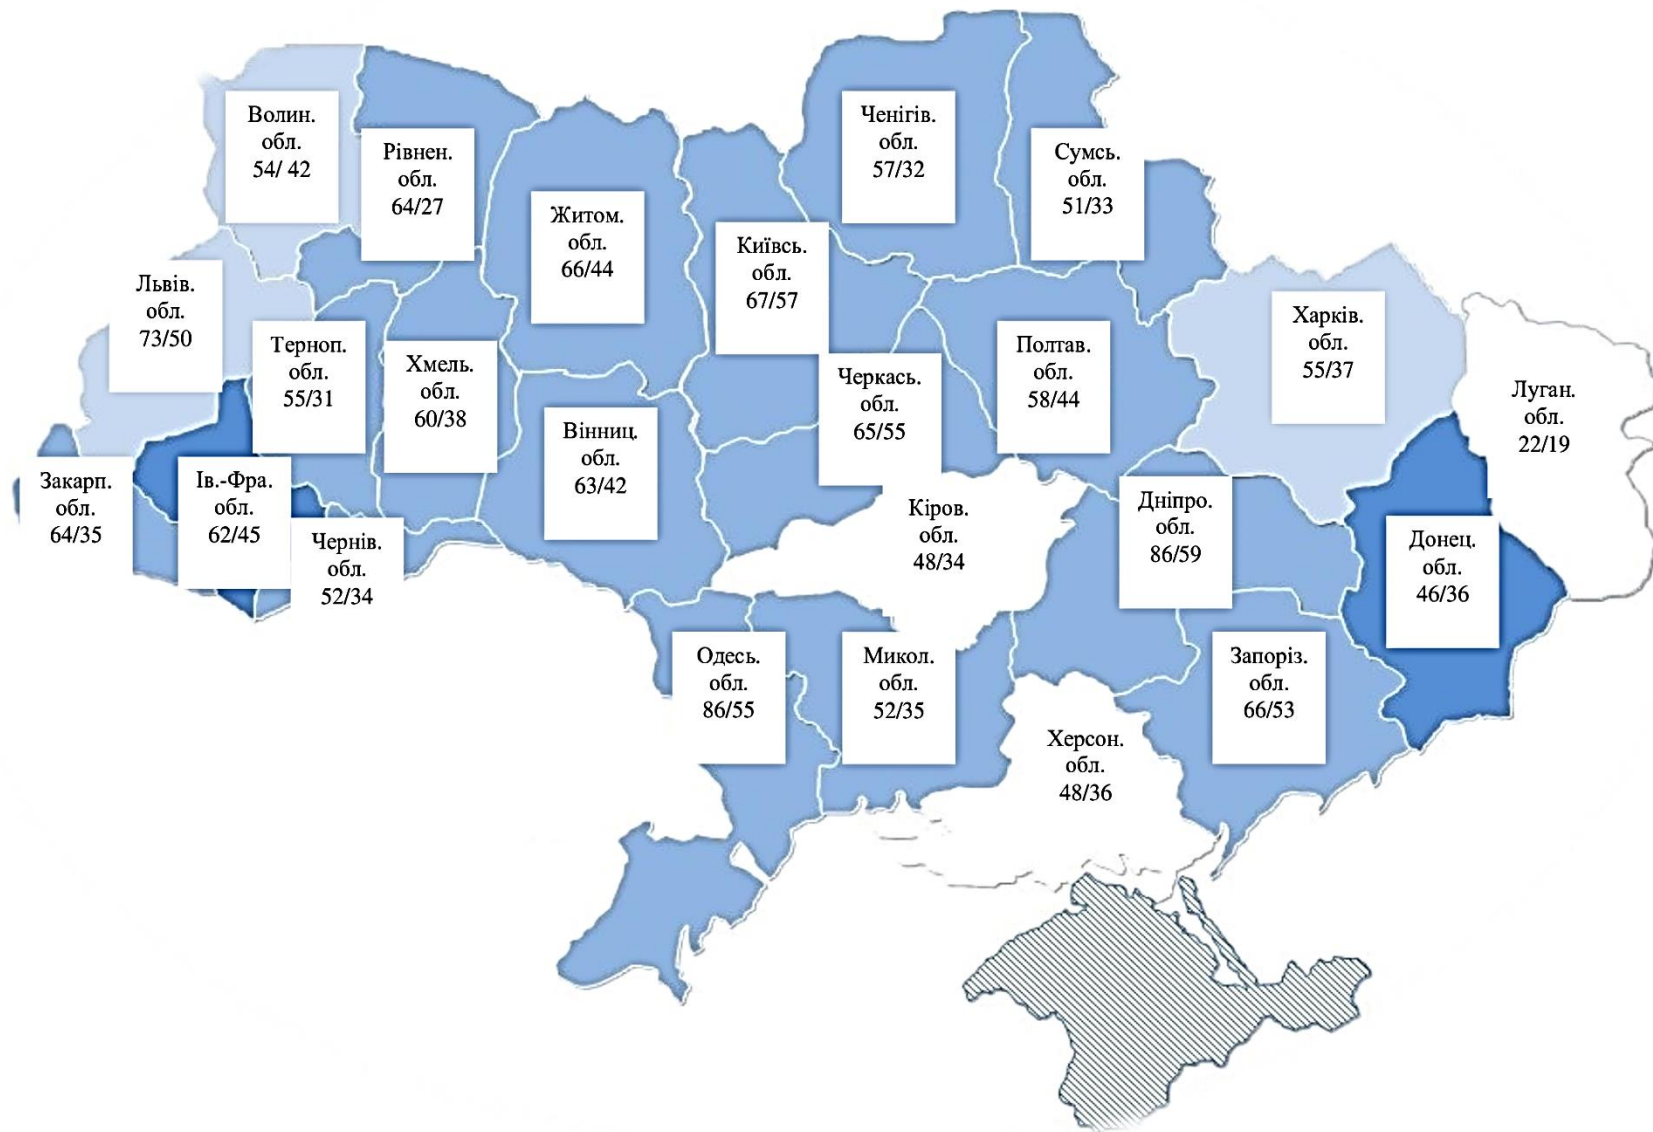 Волин.
обл.
54/ 42
Рівнен.
обл.
64/27
Житом.
обл.
66/44
Київсь.
обл.
67/57
Ченігів.
обл.
57/32
Сумсь.
обл.
51/33
Львів.
обл.
73/50
Терноп.
обл.
55/31
Хмель.
обл.
60/38
Вінниц.
обл.
63/42
Черкась.
обл.
65/55
Полтав.
обл.
58/44
Харків.
обл.
55/37
Луган.
обл.
22/19
Закарп.
обл.
64/35
Ів.-Фра.
обл.
62/45
Чернів.
обл.
52/34
Кіров.
обл.
48/34
Дніпро.
обл.
86/59
Донец.
обл.
46/36
Одесь.
обл.
86/55
Микол.
обл.
52/35
Запоріз.
обл.
66/53
Херсон.
обл.
48/36